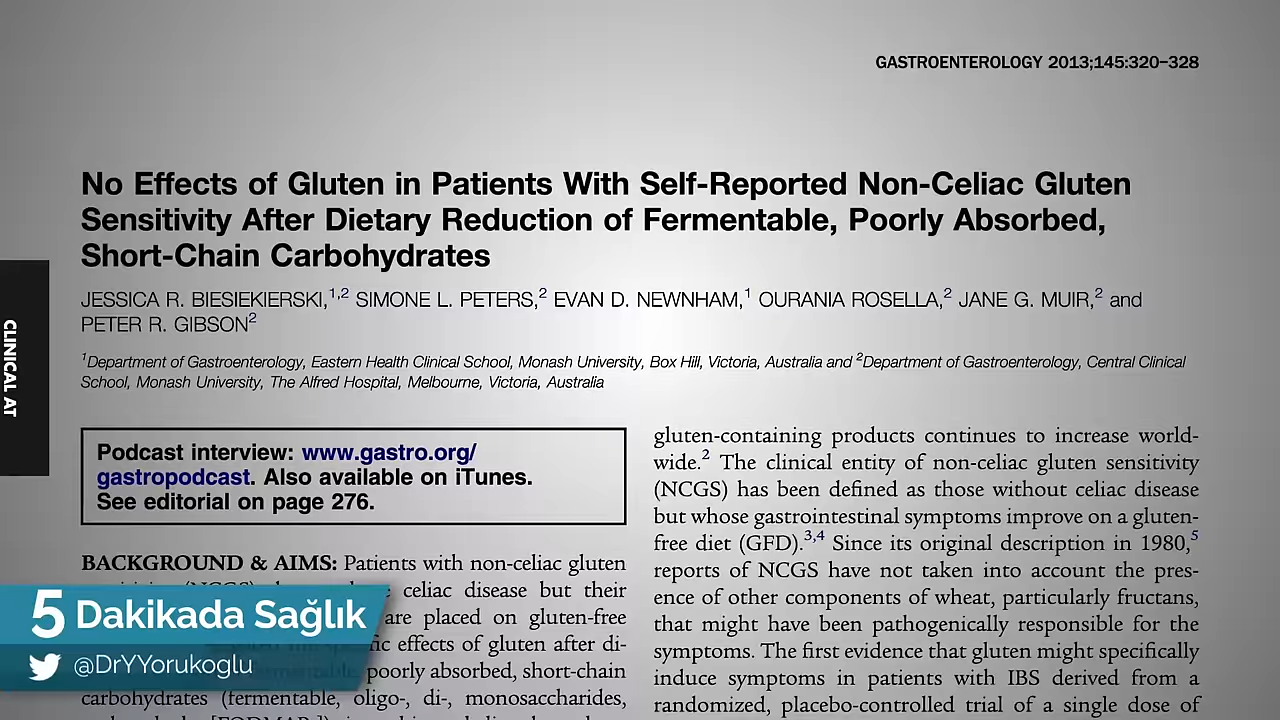 GASTROENTEROLOGY 2013;145:320–328
No Effects of Gluten in Patients With Self-Reported Non-Celiac Gluten
Sensitivity After Dietary Reduction of Fermentable, Poorly Absorbed,
Short-Chain Carbohydrates
JESSICA R. BIESIEKIERSKI,1,2 SIMONE L. PETERS,2 EVAN D. NEWNHAM,1 OURANIA ROSELLA,2 JANE G. MUIR,2 and
PETER R. GIBSON2
1Department of Gastroenterology, Eastern Health Clinical School, Monash University, Box Hill, Victoria, Australia and 2Department of Gastroenterology, Central Clinical
School, Monash University, The Alfred Hospital, Melbourne, Victoria, Australia
CLINICAL AT
Podcast interview: www.gastro.org/
gastropodcast. Also available on iTunes.
See editorial on page 276.
BACKGROUND & AIMS: Patients with non-celiac gluten
celiac disease but their
are placed on gluten-free
effects of gluten after di-
poorly absorbed, short-chain
carbohydrates (fermentable, oligo-, di-, monosaccharides,
gluten-containing products continues to increase world-
wide.2 The clinical entity of non-celiac gluten sensitivity
(NCGS) has been defined as those without celiac disease
but whose gastrointestinal symptoms improve on a gluten-
free diet (GFD).3,4 Since its original description in 1980,5
reports of NCGS have not taken into account the pres-
ence of other components of wheat, particularly fructans,
that might have been pathogenically responsible for the
symptoms. The first evidence that gluten might specifically
induce symptoms in patients with IBS derived from a
randomized, placebo-controlled trial of a single dose of
5 Dakikada Sağlık
@DrYYorukoglu